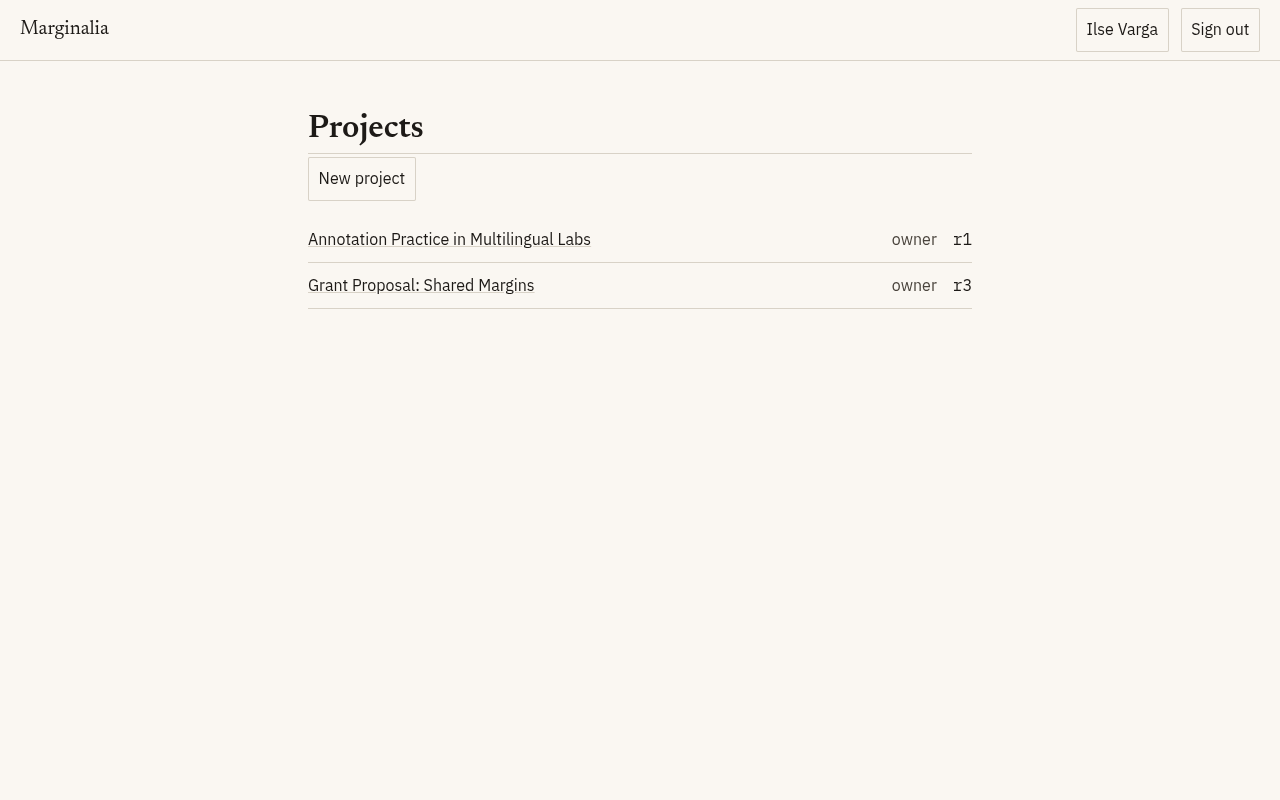 Marginalia
Ilse Varga
Sign out
Projects
New project
Annotation Practice in Multilingual Labs owner r1
Grant Proposal: Shared Margins owner r3